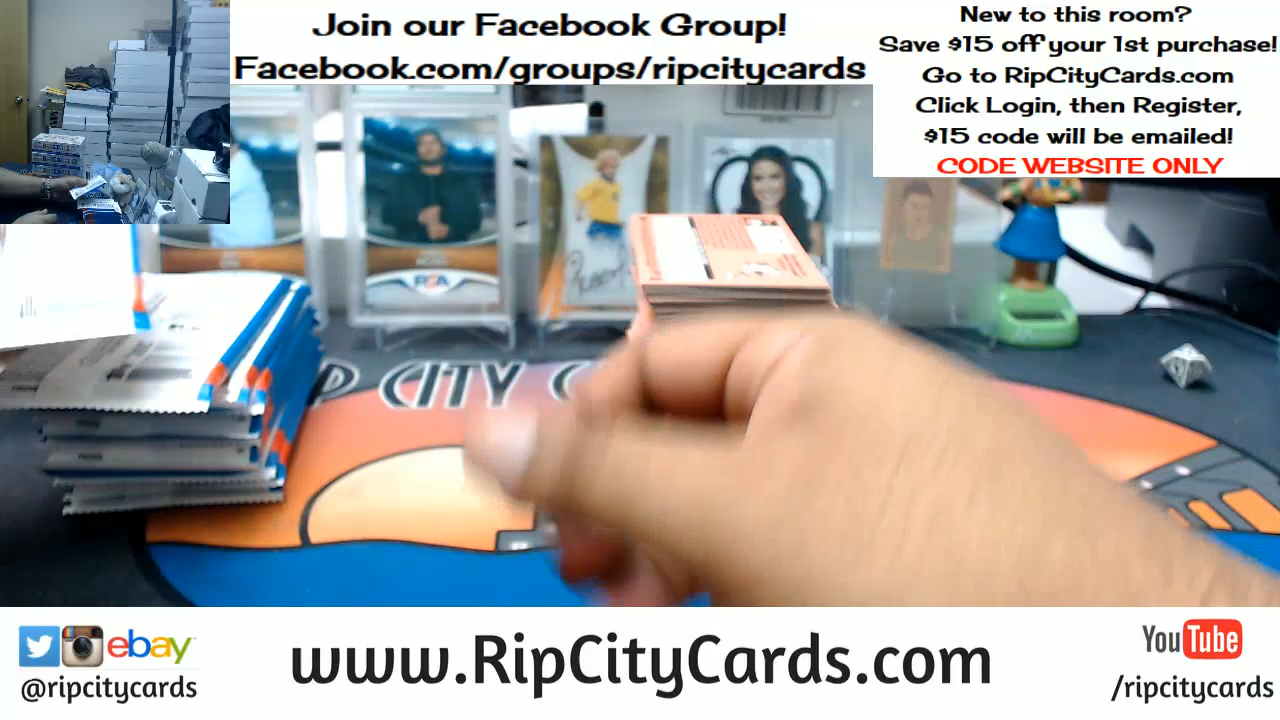 Join our Facebook Group!
Facebook.com/groups/ripcitycards
New to this room?
Save $15 off your 1st purchase!
Go to RipCityCards.com
Click Login, then Register,
$15 code will be emailed!
CODE WEBSITE ONLY
CITY
ebay
@ripcitycards
www.RipCityCards.com
YouTube
/ripcitycards